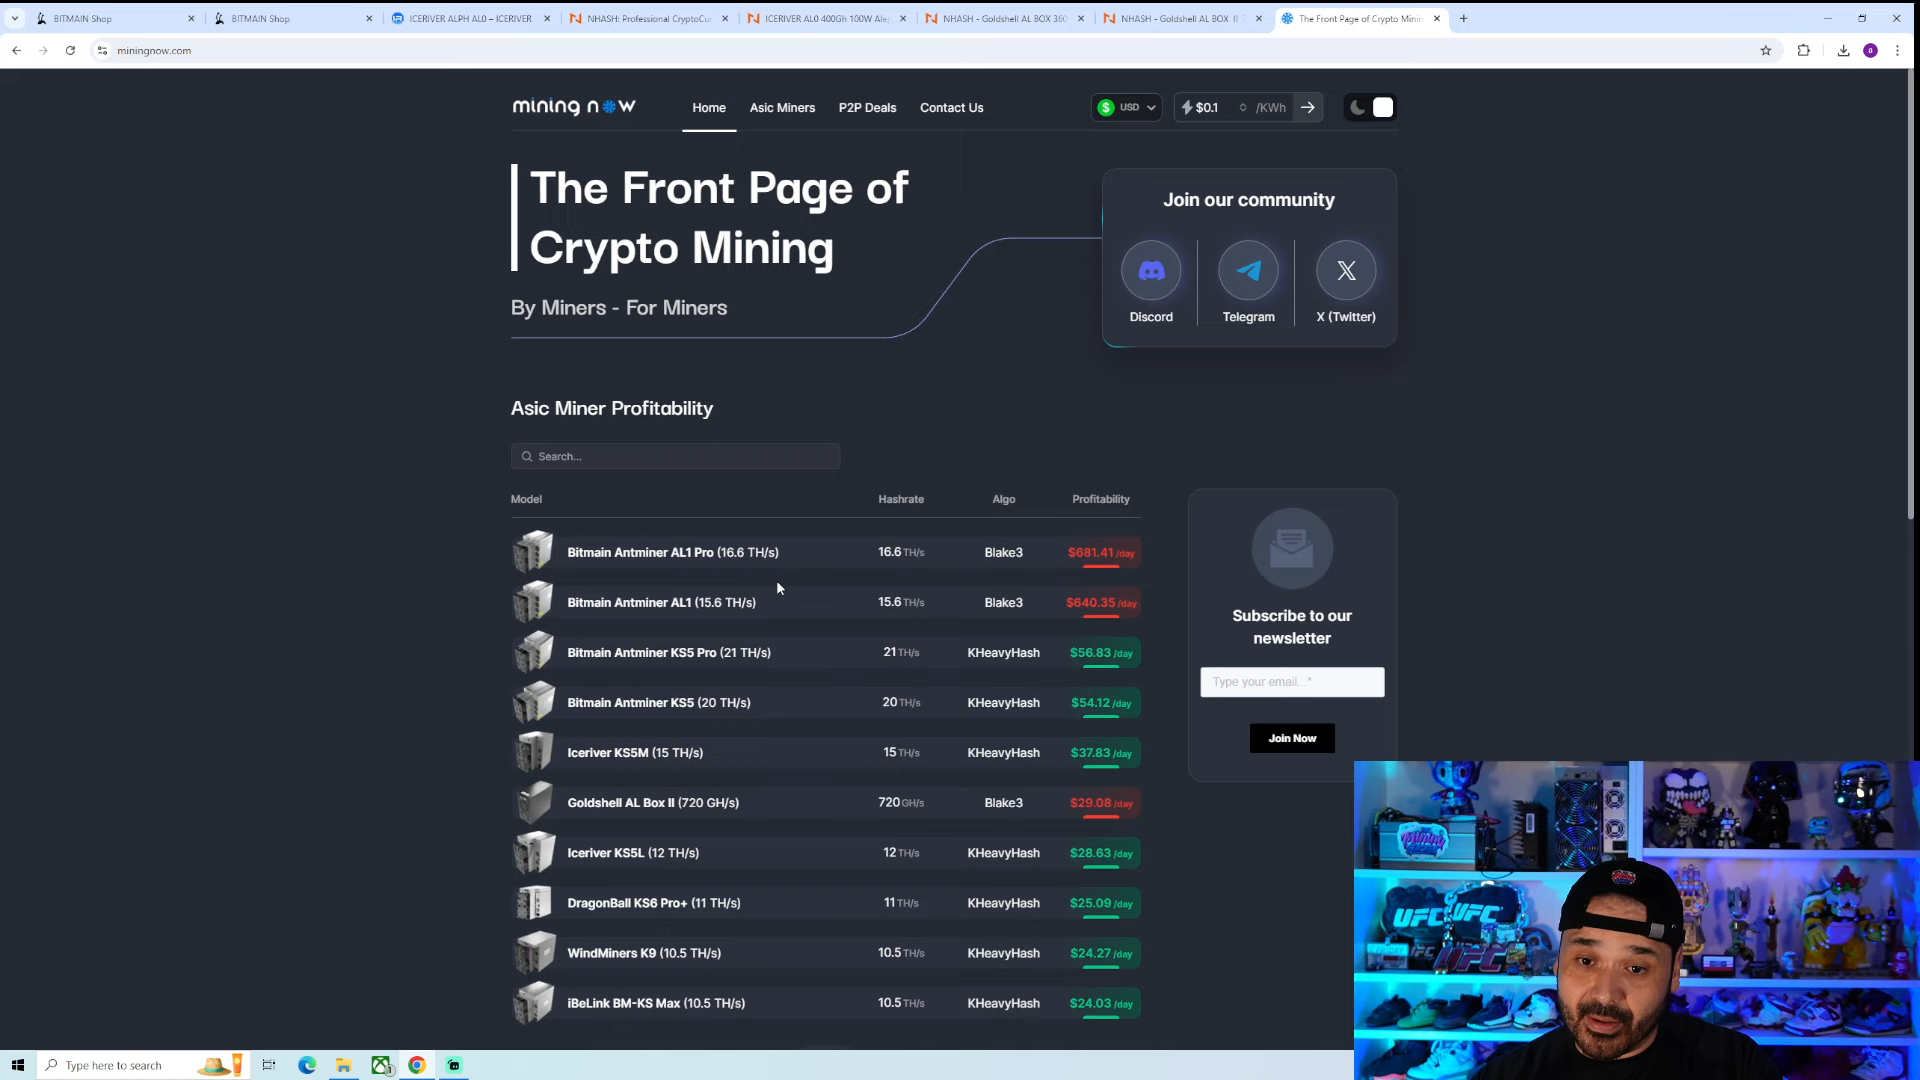 BITMAIN Shop
BITMAIN Shop
ICERIVER ALPH AL0 – ICERIVER
NHASH: Professional CryptoCur
ICERIVER AL0 400Gh 100W Alep
NHASH - Goldshell AL BOX 360
NHASH - Goldshell AL BOX II 7
The Front Page of Crypto Minin
miningnow.com
a
mining now
Home
Asic Miners
P2P Deals
Contact Us
$ USD
$0.1 /KWh
The Front Page of
Crypto Mining
By Miners - For Miners
Join our community
Discord
Telegram
X (Twitter)
Asic Miner Profitability
Search...
Model Hashrate Algo Profitability
Bitmain Antminer AL1 Pro (16.6 TH/s) 16.6 TH/s Blake3 $681.41 /day
Bitmain Antminer AL1 (15.6 TH/s) 15.6 TH/s Blake3 $640.35 /day
Bitmain Antminer KS5 Pro (21 TH/s) 21 TH/s KHeavyHash $56.83 /day
Bitmain Antminer KS5 (20 TH/s) 20 TH/s KHeavyHash $54.12 /day
Iceriver KS5M (15 TH/s) 15 TH/s KHeavyHash $37.83 /day
Goldshell AL Box II (720 GH/s) 720 GH/s Blake3 $29.08 /day
Iceriver KS5L (12 TH/s) 12 TH/s KHeavyHash $28.63 /day
DragonBall KS6 Pro+ (11 TH/s) 11 TH/s KHeavyHash $25.09 /day
WindMiners K9 (10.5 TH/s) 10.5 TH/s KHeavyHash $24.27 /day
iBeLink BM-KS Max (10.5 TH/s) 10.5 TH/s KHeavyHash $24.03 /day
Subscribe to our
newsletter
Type your email...*
Join Now
UFC
UFC
UFC
Type here to search